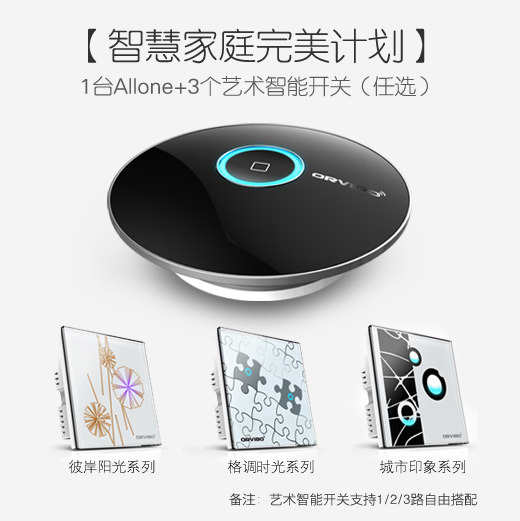 【智慧家庭完美计划】
1台Allone+3个艺术智能开关（任选）
ORVIBO
ORVIBO
ORVIBO
ORVIBO
彼岸阳光系列
格调时光系列
城市印象系列
备注：艺术智能开关支持1/2/3路自由搭配